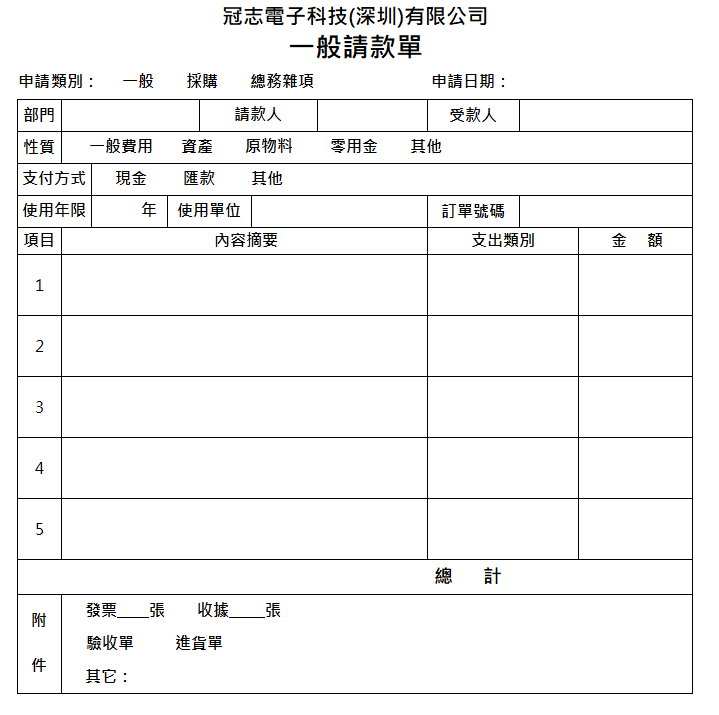 冠志電子科技(深圳)有限公司
一般請款單
申請類別： 一般 採購 總務雜項 申請日期：
部門 請款人 受款人
性質 一般費用 資產 原物料 零用金 其他
支付方式 現金 匯款 其他
使用年限 年 使用單位 訂單號碼
項目 內容摘要 支出類別 金 額
1
2
3
4
5
總 計
附件
發票____張 收據____張
驗收單 進貨單
其它：